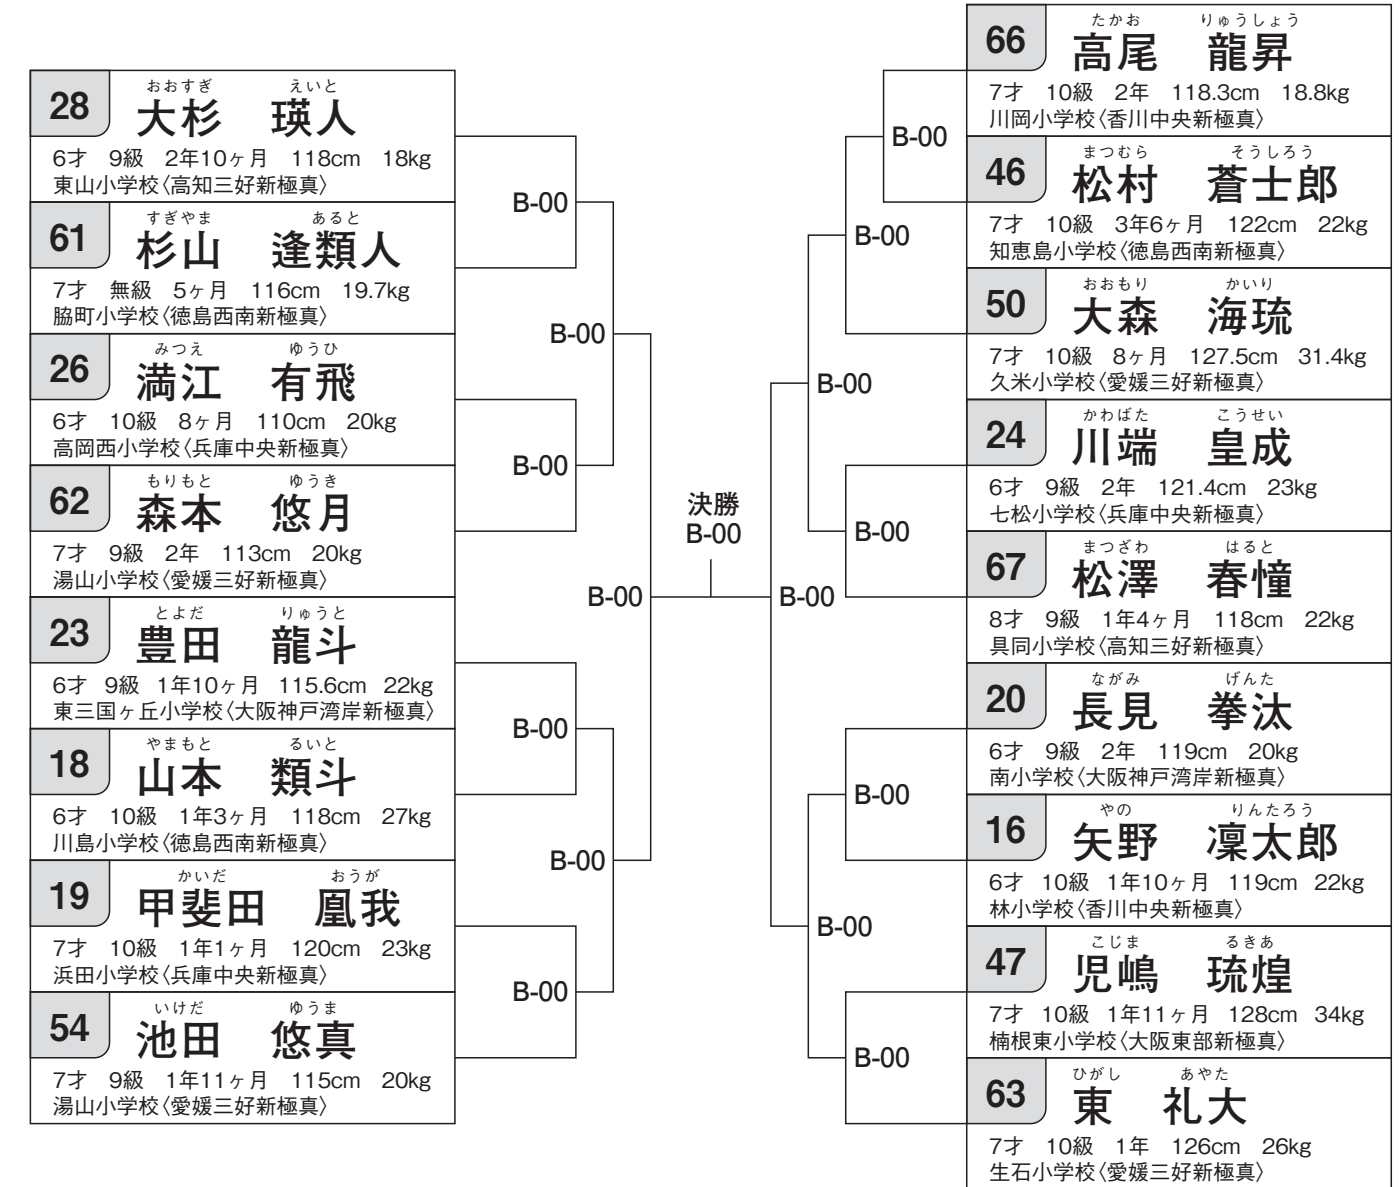 28
おおすぎ えいと
大杉 瑛人
6才 9級 2年10ヶ月 118cm 18kg
東山小学校〈高知三好新極真〉
61
すぎやま あると
杉山 逢類人
7才 無級 5ヶ月 116cm 19.7kg
脇町小学校〈徳島西南新極真〉
26
みつえ ゆうひ
満江 有飛
6才 10級 8ヶ月 110cm 20kg
高岡西小学校〈兵庫中央新極真〉
62
もりもと ゆうき
森本 悠月
7才 9級 2年 113cm 20kg
湯山小学校〈愛媛三好新極真〉
23
とよだ りゅうと
豊田 龍斗
6才 9級 1年10ヶ月 115.6cm 22kg
東三国ヶ丘小学校〈大阪神戸湾岸新極真〉
18
やまもと るいと
山本 類斗
6才 10級 1年3ヶ月 118cm 27kg
川島小学校〈徳島西南新極真〉
19
かいだ おうが
甲斐田 凰我
7才 10級 1年1ヶ月 120cm 23kg
浜田小学校〈兵庫中央新極真〉
54
いけだ ゆうま
池田 悠真
7才 9級 1年11ヶ月 115cm 20kg
湯山小学校〈愛媛三好新極真〉
B-00
B-00
B-00
B-00
B-00
B-00
B-00
決勝
B-00
B-00
B-00
B-00
B-00
B-00
B-00
B-00
B-00
66
たかお りゅうしょう
高尾 龍昇
7才 10級 2年 118.3cm 18.8kg
川岡小学校〈香川中央新極真〉
46
まつむら そうしろう
松村 蒼士郎
7才 10級 3年6ヶ月 122cm 22kg
知恵島小学校〈徳島西南新極真〉
50
おおもり かいり
大森 海琉
7才 10級 8ヶ月 127.5cm 31.4kg
久米小学校〈愛媛三好新極真〉
24
かわばた こうせい
川端 皇成
6才 9級 2年 121.4cm 23kg
七松小学校〈兵庫中央新極真〉
67
まつざわ はると
松澤 春憧
8才 9級 1年4ヶ月 118cm 22kg
具同小学校〈高知三好新極真〉
20
ながみ げんた
長見 拳汰
6才 9級 2年 119cm 20kg
南小学校〈大阪神戸湾岸新極真〉
16
やの りんたろう
矢野 凜太郎
6才 10級 1年10ヶ月 119cm 22kg
林小学校〈香川中央新極真〉
47
こじま るきあ
児嶋 琉煌
7才 10級 1年11ヶ月 128cm 34kg
楠根東小学校〈大阪東部新極真〉
63
ひがし あやた
東 礼大
7才 10級 1年 126cm 26kg
生石小学校〈愛媛三好新極真〉